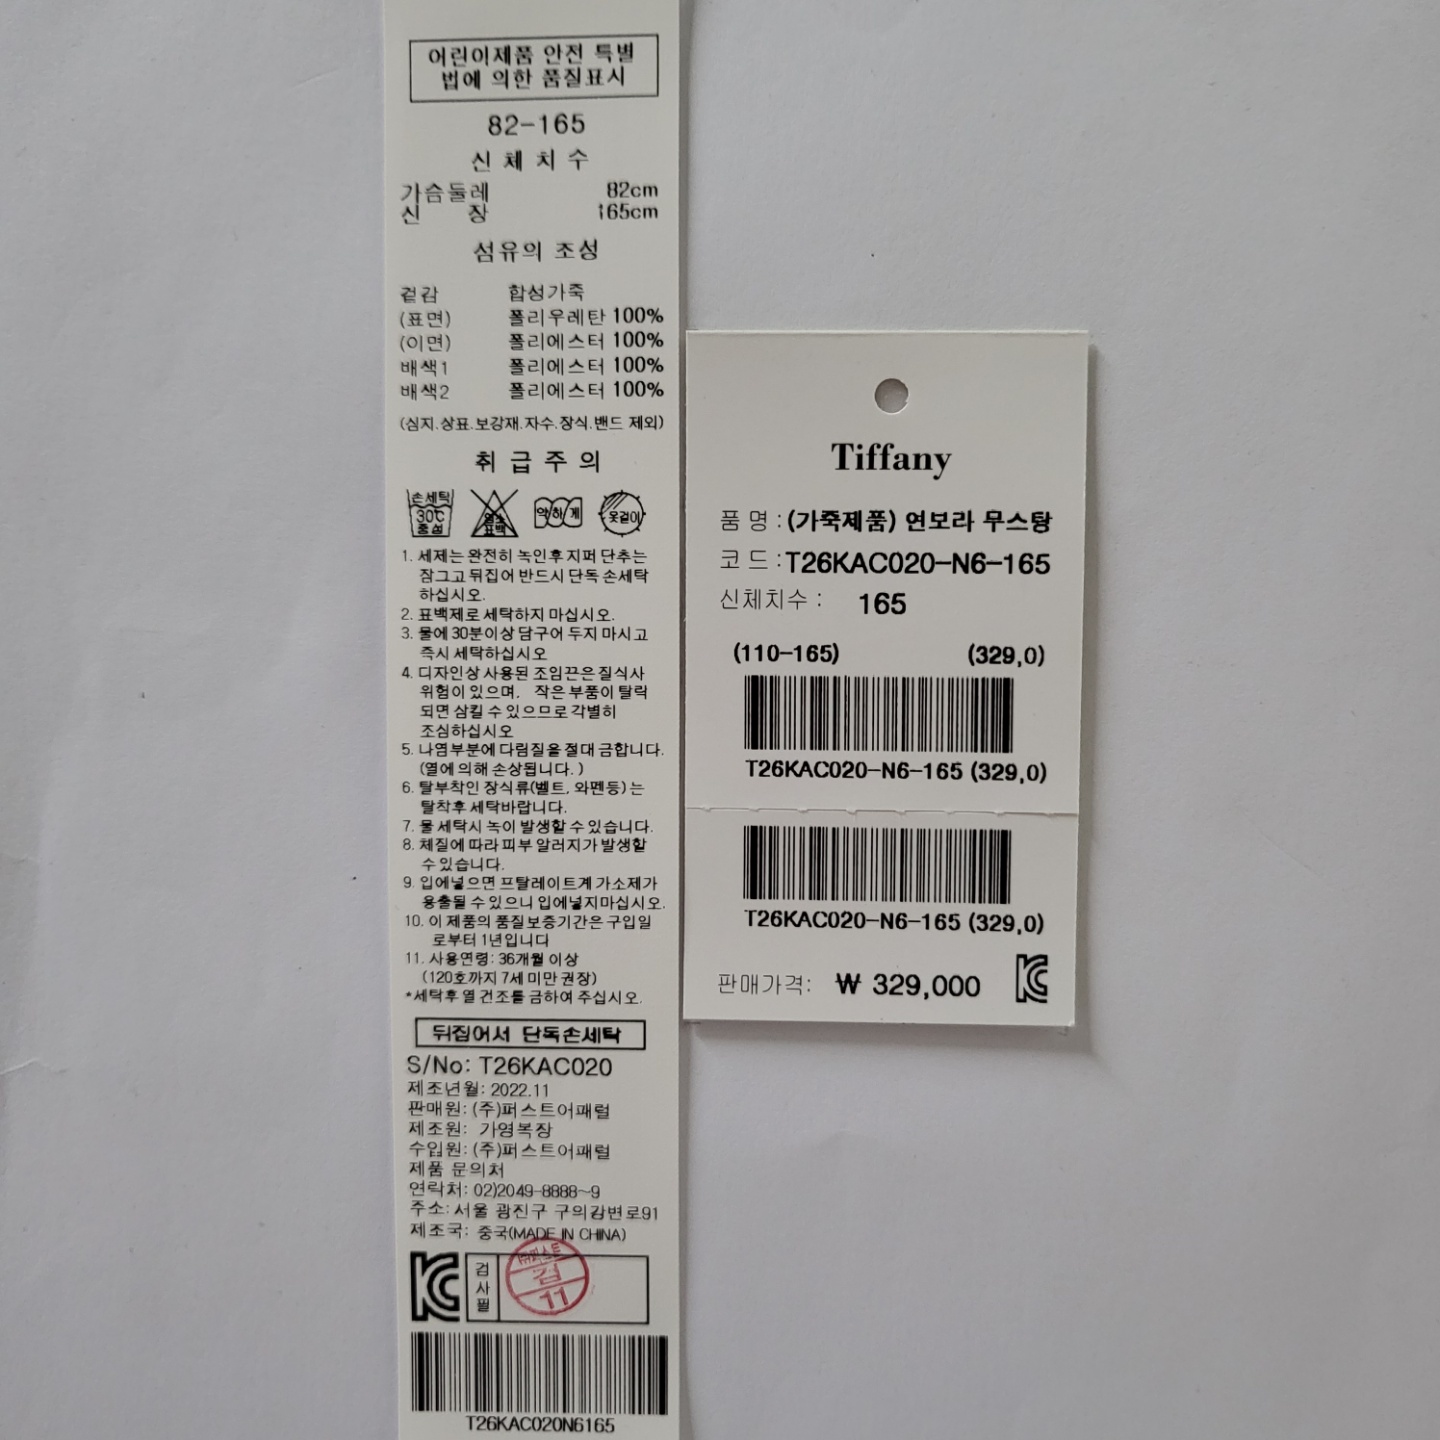 어린이제품 안전 특별
법에 의한 품질표시
82-165
신 체 치 수
가슴둘레 82cm
신 장 165cm
섬유의 조성
겉감 합성가죽
(표면) 폴리우레탄 100%
(이면) 폴리에스터 100%
배색1 폴리에스터 100%
배색2 폴리에스터 100%
(심지.상표.보강재.자수.장식.밴드 제외)
취 급 주 의
손세탁
30℃
중성
염소
표백
약하게
옷걸이
1. 세제는 완전히 녹인후 지퍼 단추는
잠그고 뒤집어 반드시 단독 손세탁
하십시오.
2. 표백제로 세탁하지 마십시오.
3. 물에 30분이상 담구어 두지 마시고
즉시 세탁하십시오
4. 디자인상 사용된 조임끈은 질식사
위험이 있으며, 작은 부품이 탈락
되면 삼킬 수 있으므로 각별히
조심하십시오
5. 나염부분에 다림질을 절대 금합니다.
(열에 의해 손상됩니다. )
6. 탈부착인 장식류(벨트, 와펜등) 는
탈착후 세탁바랍니다.
7. 물 세탁시 녹이 발생할 수 있습니다.
8. 체질에 따라 피부 알러지가 발생할
수 있습니다.
9. 입에넣으면 프탈레이트계 가소제가
용출될 수 있으니 입에넣지마십시오.
10. 이 제품의 품질보증기간은 구입일
로부터 1년입니다
11. 사용연령: 36개월 이상
(120호까지 7세 미만 권장)
*세탁후 열 건조를 금하여 주십시오.
뒤집어서 단독손세탁
S/No: T26KAC020
제조년월: 2022.11
판매원: (주)퍼스트어패럴
제조원: 가영복장
수입원: (주)퍼스트어패럴
제품 문의처
연락처: 02)2049-8888~9
주소: 서울 광진구 구의강변로91
제조국: 중국(MADE IN CHINA)
KC
검사필
㈜퍼스트
검
11
T26KAC020N6165
Tiffany
품 명 : (가죽제품) 연보라 무스탕
코 드 : T26KAC020-N6-165
신체치수 : 165
(110-165) (329,0)
T26KAC020-N6-165 (329,0)
T26KAC020-N6-165 (329,0)
판매가격: ₩ 329,000 KC